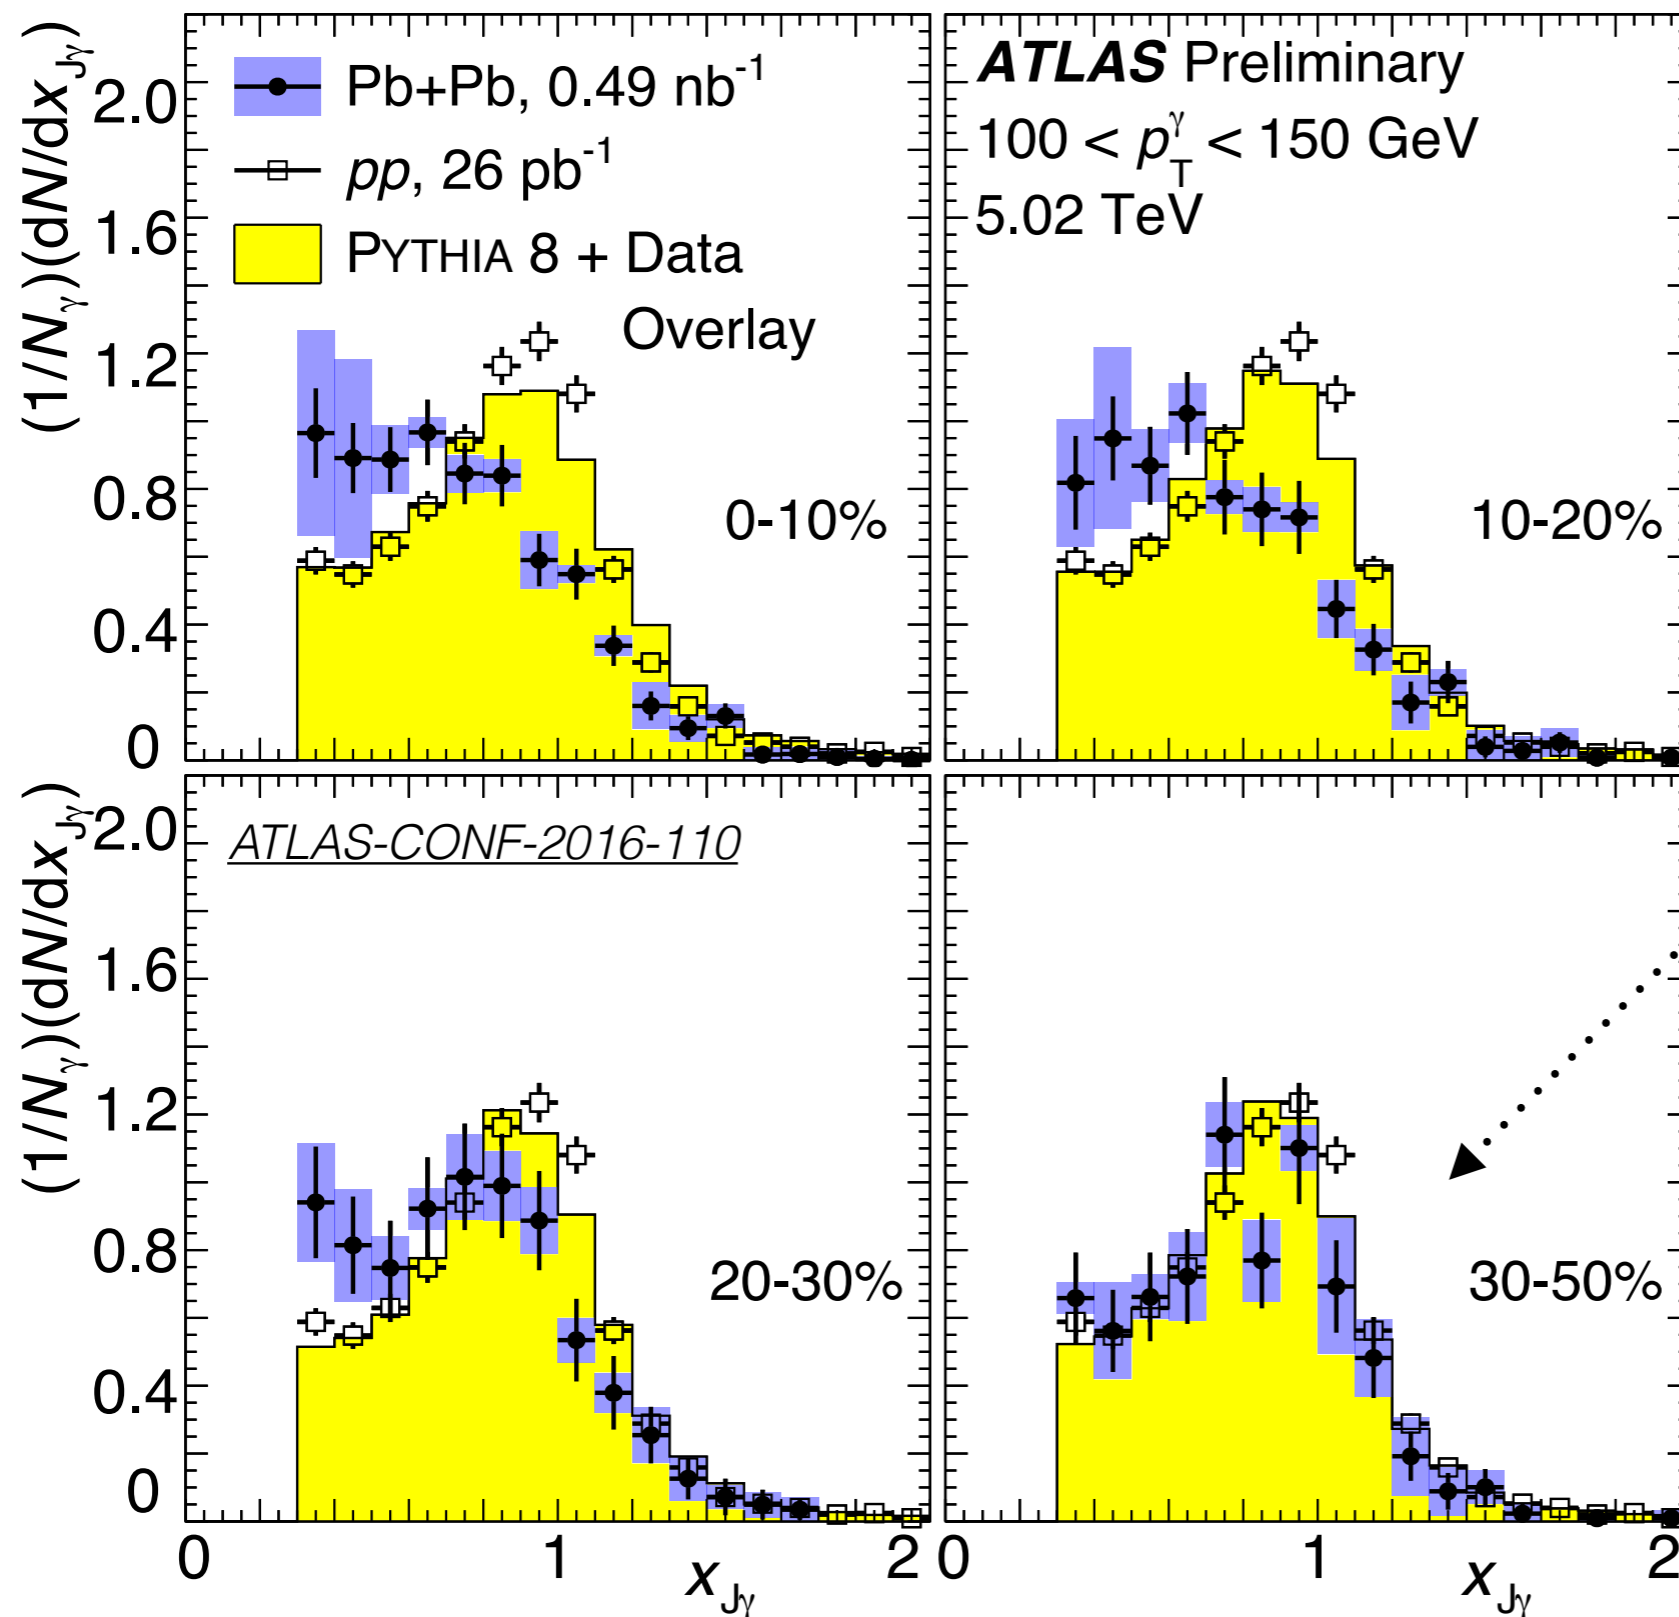 (1/N_γ)(dN/dx_Jγ)
2.0
1.6
1.2
0.8
0.4
0
Pb+Pb, 0.49 nb⁻¹
pp, 26 pb⁻¹
PYTHIA 8 + Data
Overlay
0-10%
ATLAS Preliminary
100 < p_T^γ < 150 GeV
5.02 TeV
10-20%
(1/N_γ)(dN/dx_Jγ)
2.0
1.6
1.2
0.8
0.4
0
ATLAS-CONF-2016-110
20-30%
30-50%
0 1 2 0 1 2
x_Jγ x_Jγ